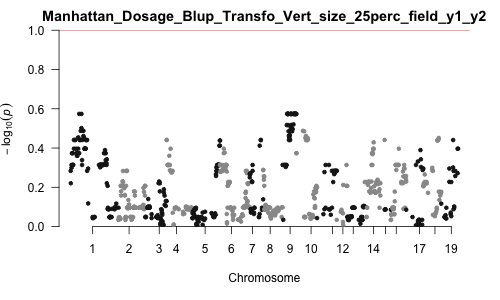 Manhattan_Dosage_Blup_Transfo_Vert_size_25perc_field_y1_y2
− log₁₀(p)
1.0
0.8
0.6
0.4
0.2
0.0
1 2 3 4 5 6 7 8 9 10 12 14 17 19
Chromosome